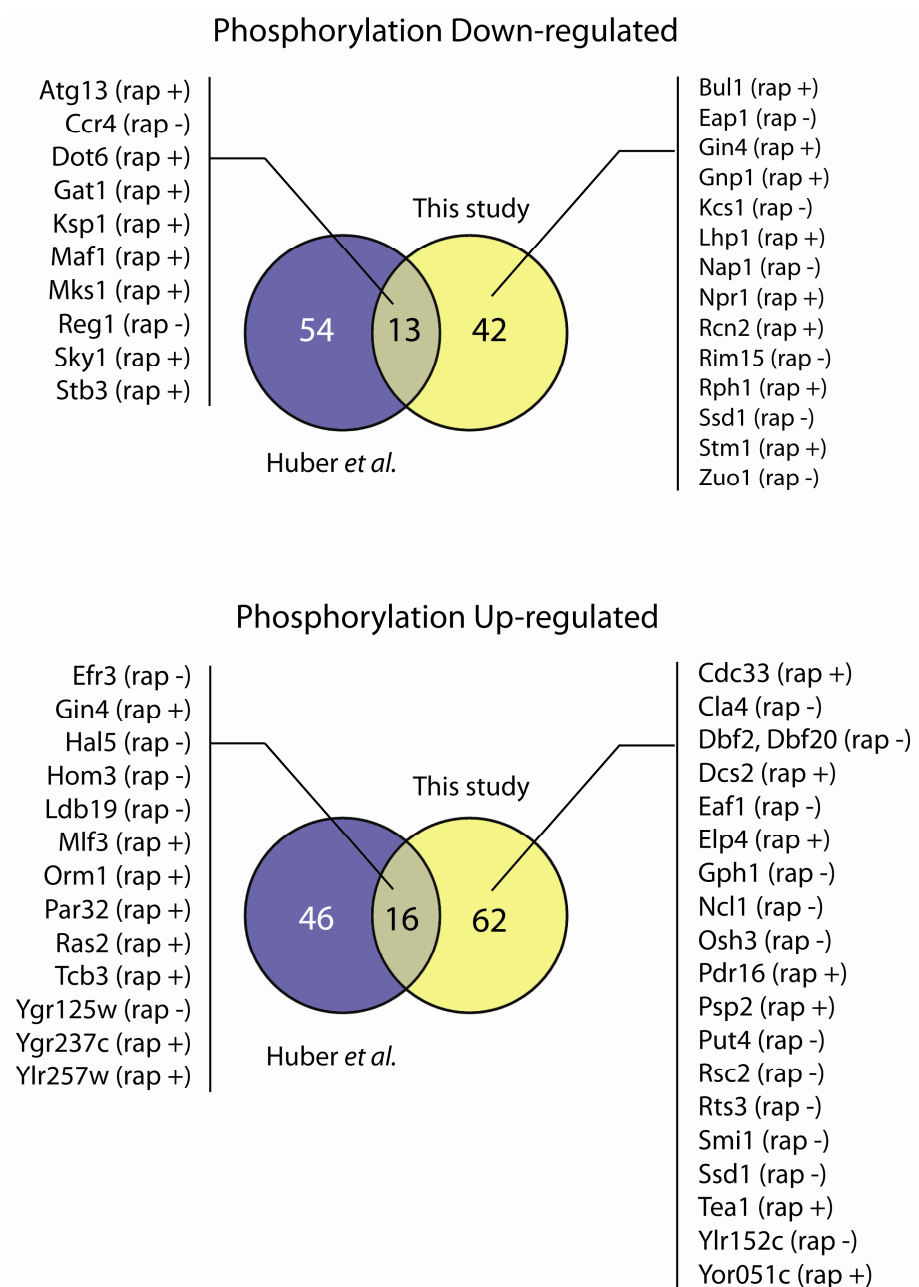 Phosphorylation Down-regulated
Atg13 (rap +)
Ccr4 (rap -)
Dot6 (rap +)
Gat1 (rap +)
Ksp1 (rap +)
Maf1 (rap +)
Mks1 (rap +)
Reg1 (rap -)
Sky1 (rap +)
Stb3 (rap +)
This study
54
13
42
Huber et al.
Bul1 (rap +)
Eap1 (rap -)
Gin4 (rap +)
Gnp1 (rap +)
Kcs1 (rap -)
Lhp1 (rap +)
Nap1 (rap -)
Npr1 (rap +)
Rcn2 (rap +)
Rim15 (rap -)
Rph1 (rap +)
Ssd1 (rap -)
Stm1 (rap +)
Zuo1 (rap -)
Phosphorylation Up-regulated
Efr3 (rap -)
Gin4 (rap +)
Hal5 (rap -)
Hom3 (rap -)
Ldb19 (rap -)
Mlf3 (rap +)
Orm1 (rap +)
Par32 (rap +)
Ras2 (rap +)
Tcb3 (rap +)
Ygr125w (rap -)
Ygr237c (rap +)
Ylr257w (rap +)
This study
46
16
62
Huber et al.
Cdc33 (rap +)
Cla4 (rap -)
Dbf2, Dbf20 (rap -)
Dcs2 (rap +)
Eaf1 (rap -)
Elp4 (rap +)
Gph1 (rap -)
Ncl1 (rap -)
Osh3 (rap -)
Pdr16 (rap +)
Psp2 (rap +)
Put4 (rap -)
Rsc2 (rap -)
Rts3 (rap -)
Smi1 (rap -)
Ssd1 (rap -)
Tea1 (rap +)
Ylr152c (rap -)
Yor051c (rap +)